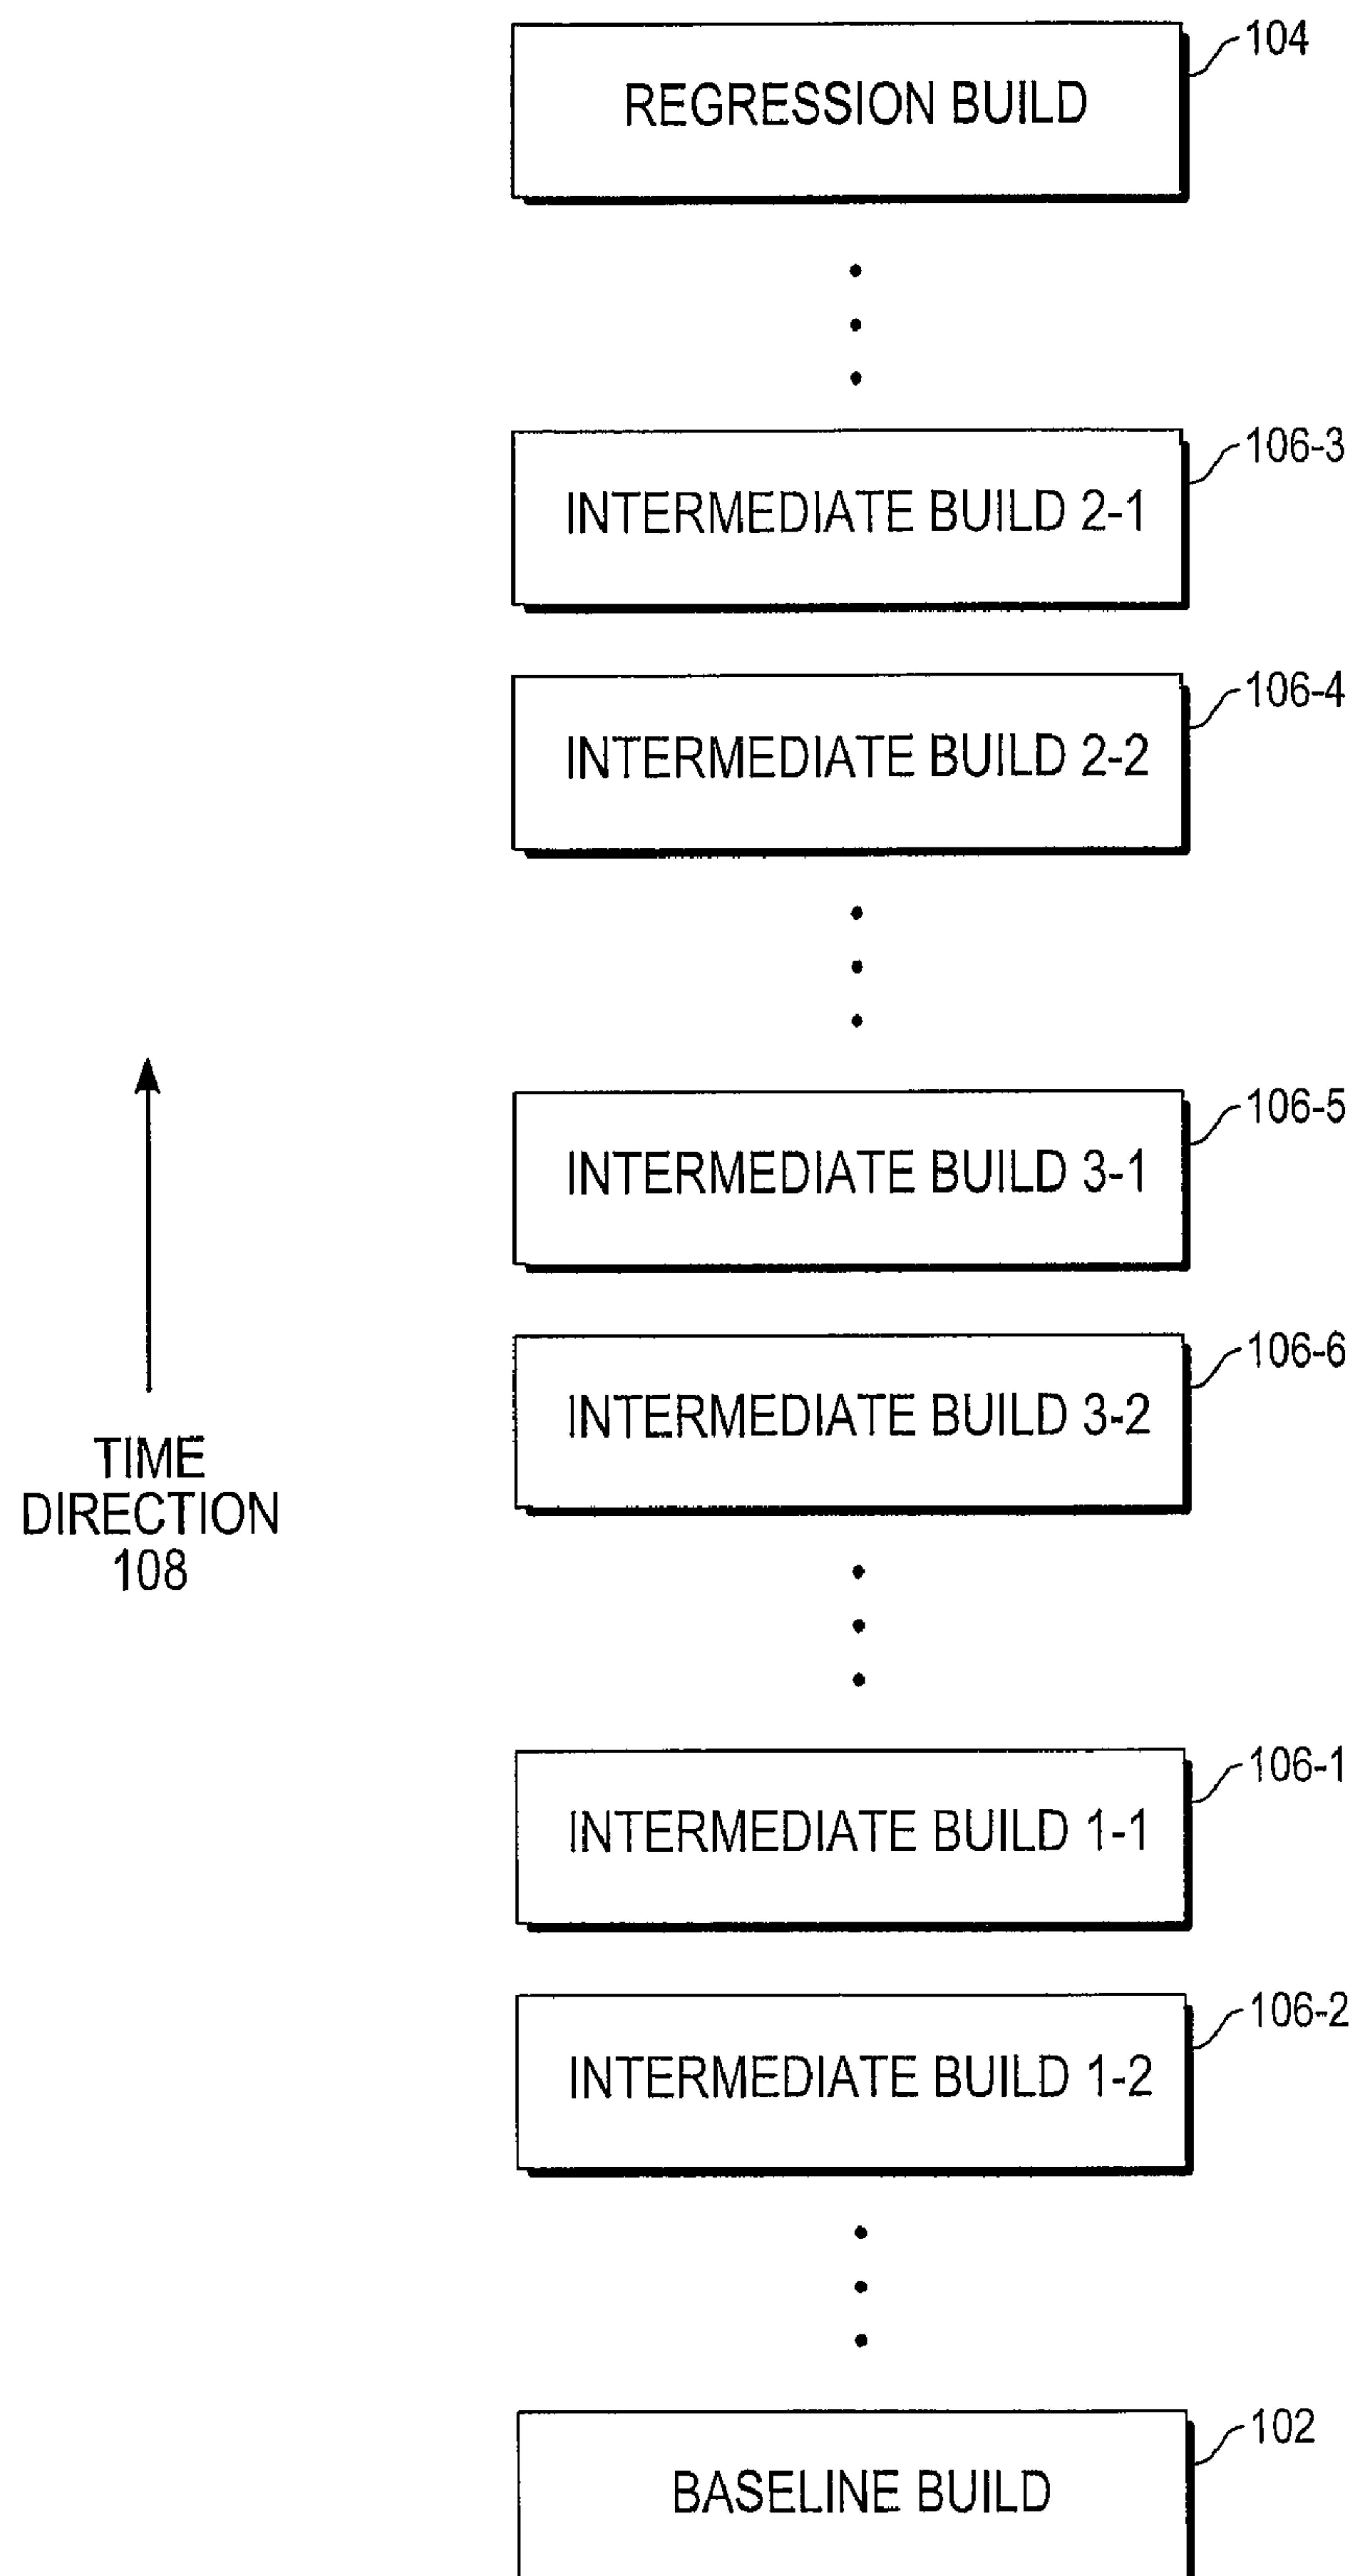 104
REGRESSION BUILD
106-3
INTERMEDIATE BUILD 2-1
106-4
INTERMEDIATE BUILD 2-2
106-5
INTERMEDIATE BUILD 3-1
106-6
INTERMEDIATE BUILD 3-2
TIME
DIRECTION
108
106-1
INTERMEDIATE BUILD 1-1
106-2
INTERMEDIATE BUILD 1-2
102
BASELINE BUILD